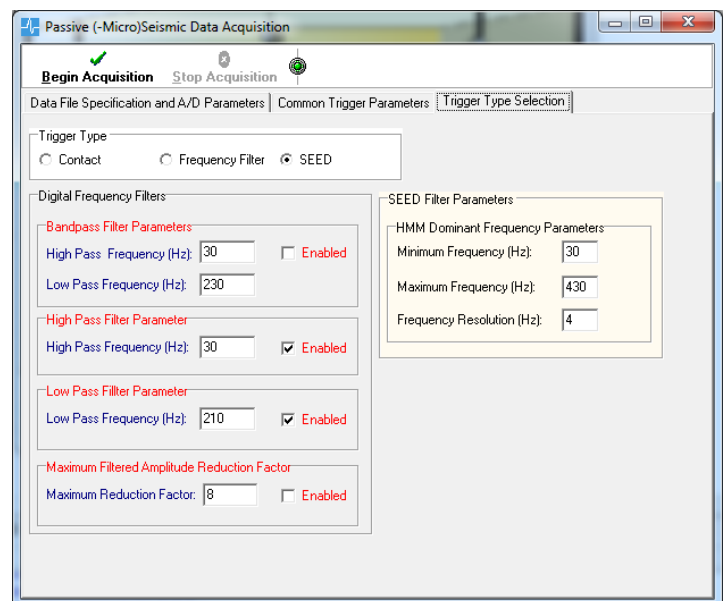 Passive (-Micro)Seismic Data Acquisition
Begin Acquisition Stop Acquisition
Data File Specification and A/D Parameters Common Trigger Parameters Trigger Type Selection
Trigger Type
Contact Frequency Filter SEED
Digital Frequency Filters
Bandpass Filter Parameters
High Pass Frequency (Hz): 30 Enabled
Low Pass Frequency (Hz): 230
High Pass Filter Parameter
High Pass Frequency (Hz): 30 Enabled
Low Pass Fillter Parameter
Low Pass Frequency (Hz): 210 Enabled
Maximum Filtered Amplitude Reduction Factor
Maximum Reduction Factor: 8 Enabled
SEED Filter Parameters
HMM Dominant Frequency Parameters
Minimum Frequency (Hz): 30
Maximum Frequency (Hz): 430
Frequency Resolution (Hz): 4